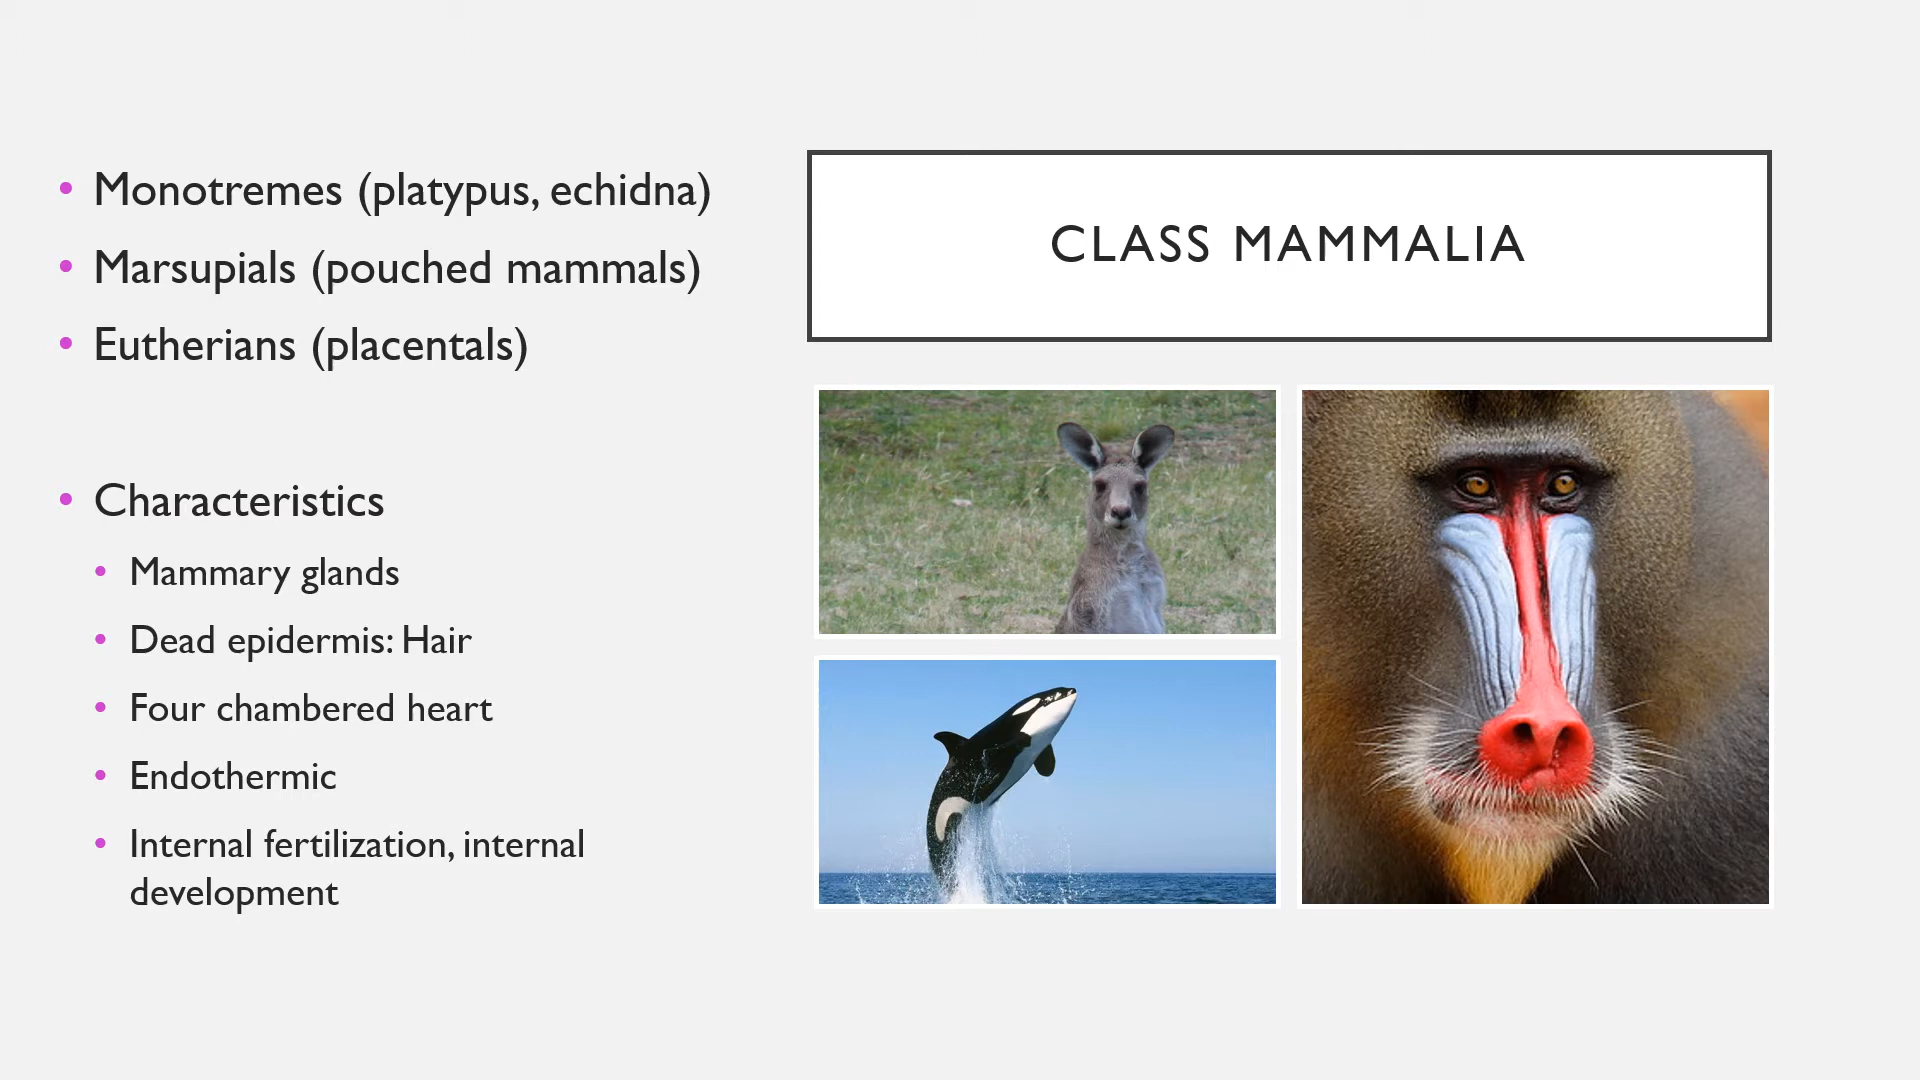 CLASS MAMMALIA
• Monotremes (platypus, echidna)
• Marsupials (pouched mammals)
• Eutherians (placentals)
• Characteristics
• Mammary glands
• Dead epidermis: Hair
• Four chambered heart
• Endothermic
• Internal fertilization, internal
development